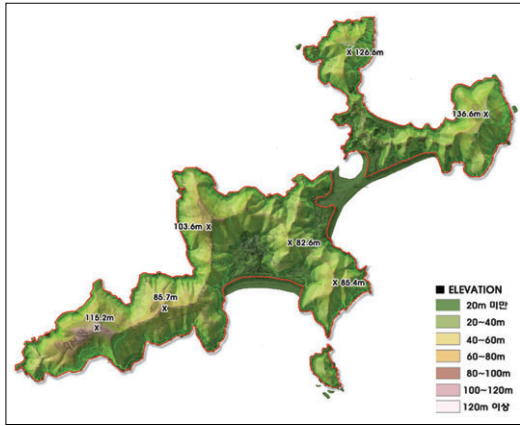 X 126.6m
136.6m X
103.6m X
X 82.6m
X 85.4m
85.7m
X
115.2m
X
■ ELEVATION
20m 미만
20~40m
40~60m
60~80m
80~100m
100~120m
120m 이상